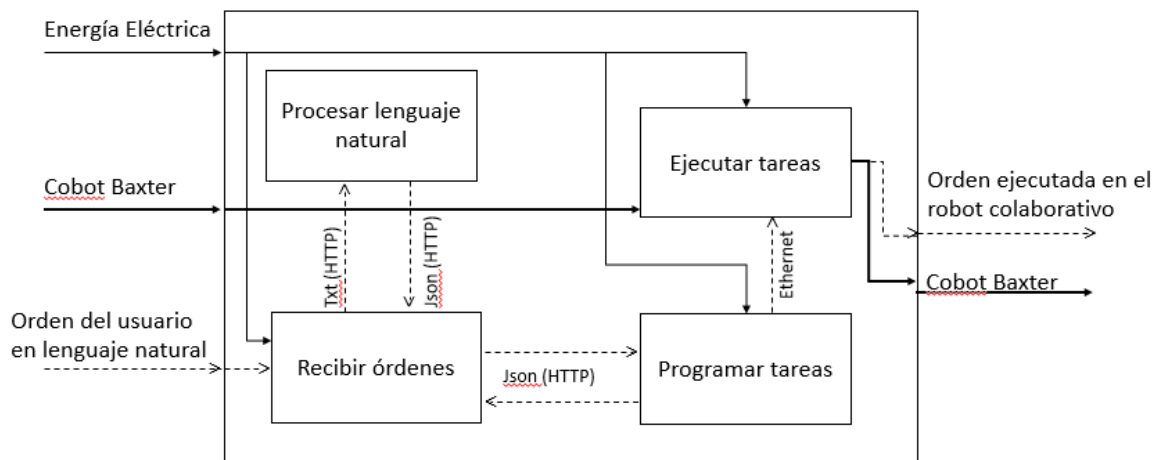 Energía Eléctrica
Procesar lenguaje
natural
Ejecutar tareas
Cobot Baxter
Orden ejecutada en el
robot colaborativo
Txt (HTTP)
Json (HTTP)
Ethernet
Cobot Baxter
Orden del usuario
en lenguaje natural
Recibir órdenes
Json (HTTP)
Programar tareas